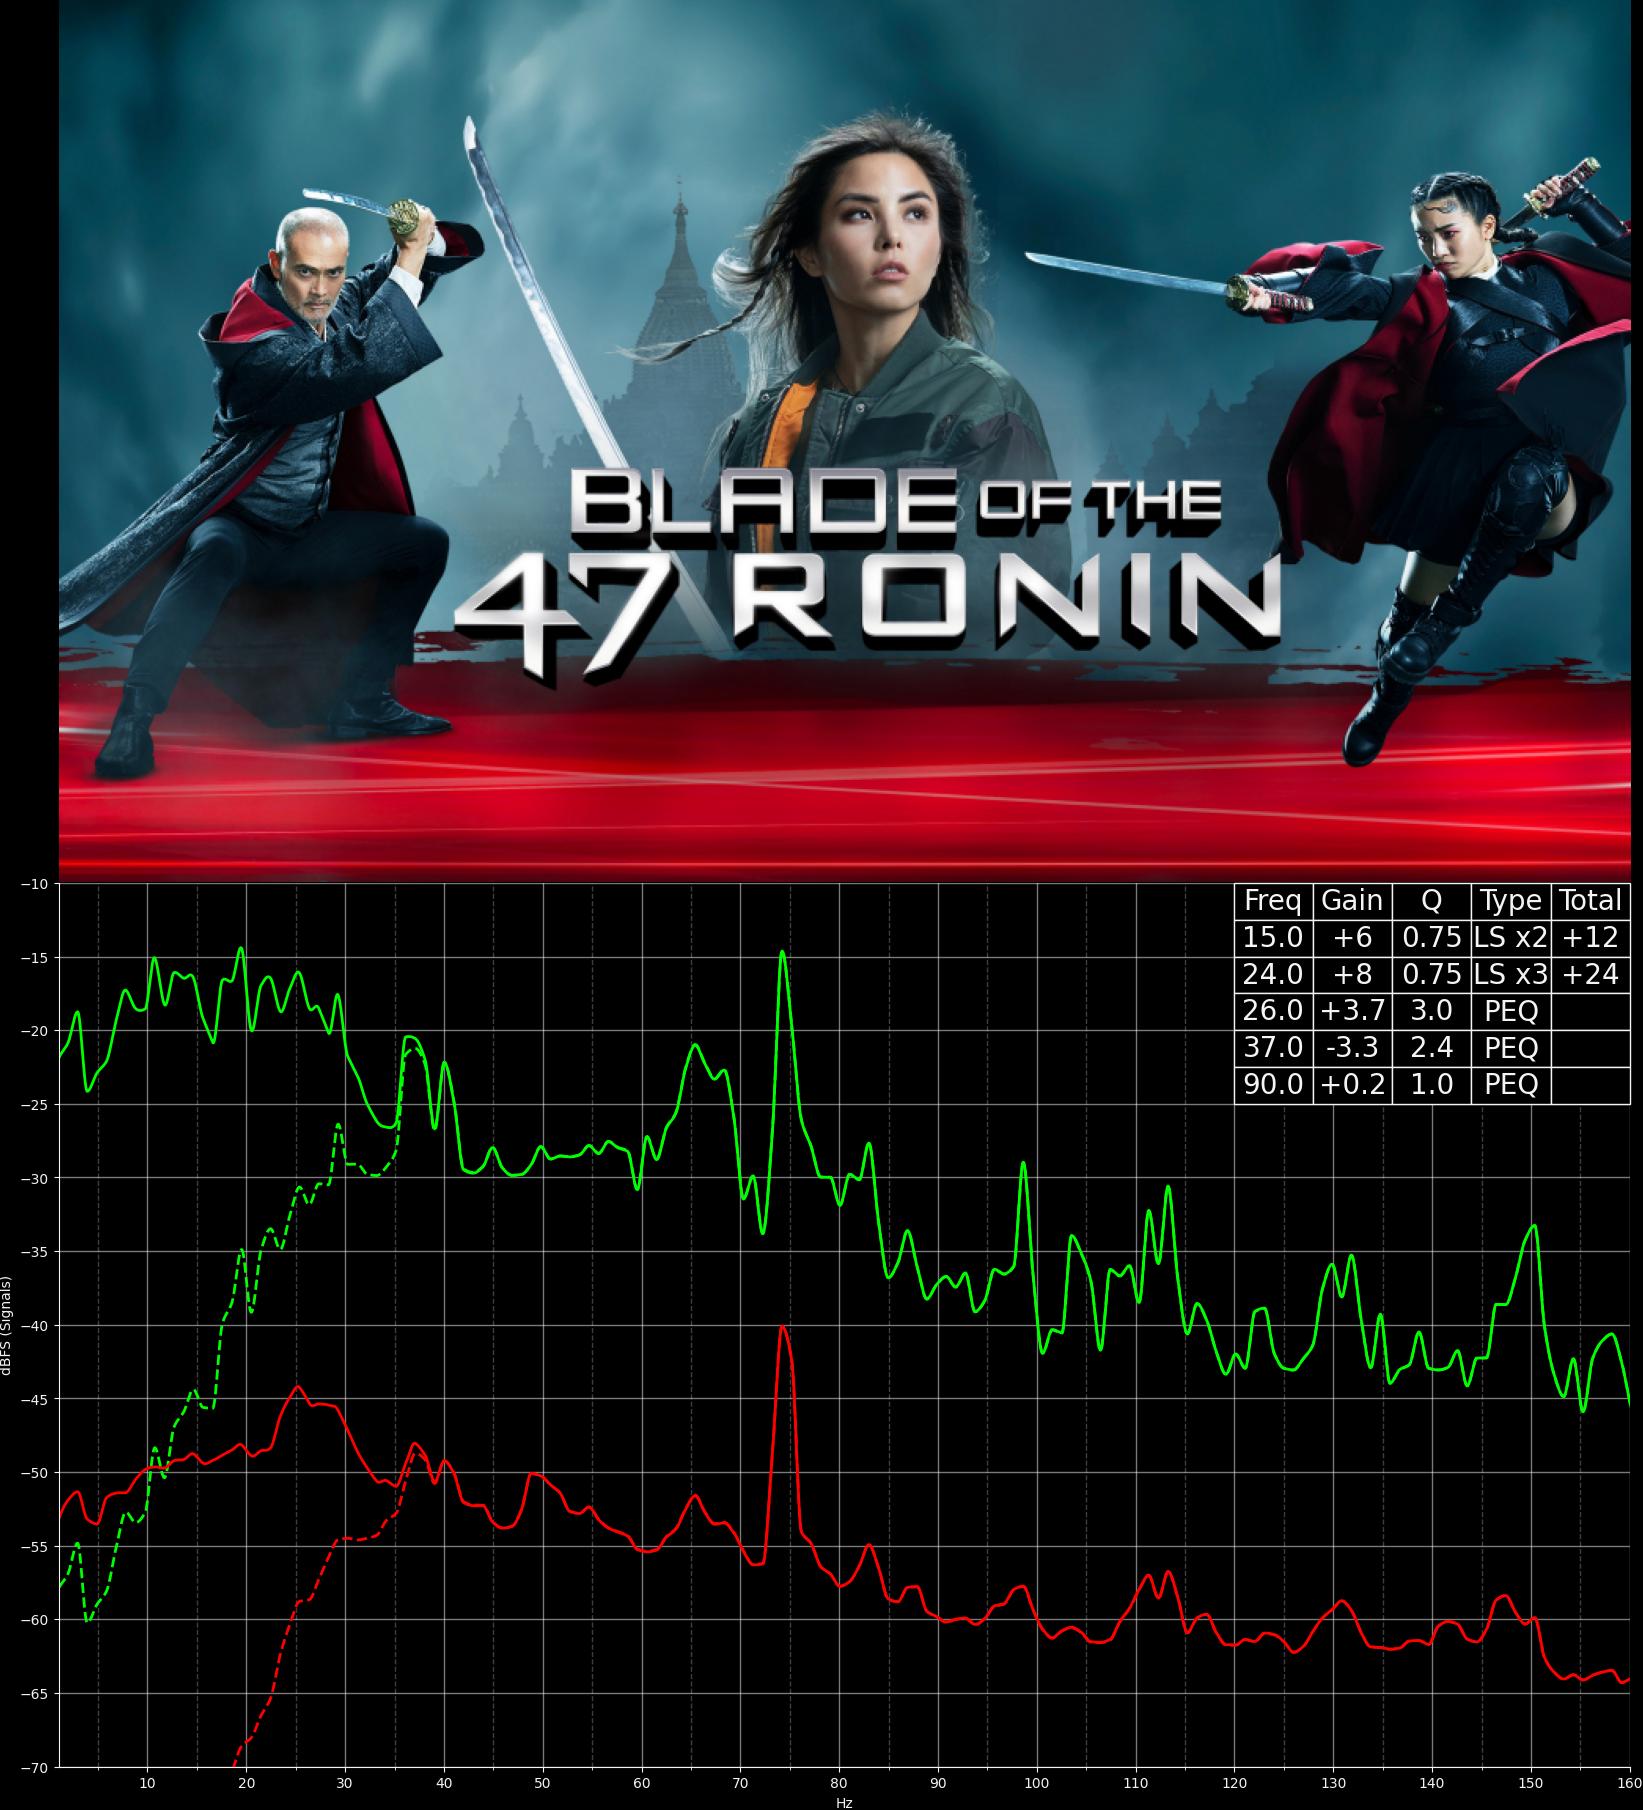 BLADE OF THE
47 RONIN
Freq Gain Q Type Total
15.0 +6 0.75 LS x2 +12
24.0 +8 0.75 LS x3 +24
26.0 +3.7 3.0 PEQ
37.0 -3.3 2.4 PEQ
90.0 +0.2 1.0 PEQ
−10
−15
−20
−25
−30
−35
−40
−45
−50
−55
−60
−65
−70
dBFS (Signals)
10 20 30 40 50 60 70 80 90 100 110 120 130 140 150 160
Hz